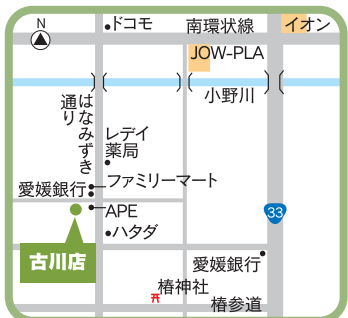 N
ドコモ
南環状線
イオン
JOW-PLA
小野川
はなみずき
通り
レデイ
薬局
ファミリーマート
愛媛銀行
APE
33
古川店
ハタダ
愛媛銀行
椿神社
椿参道